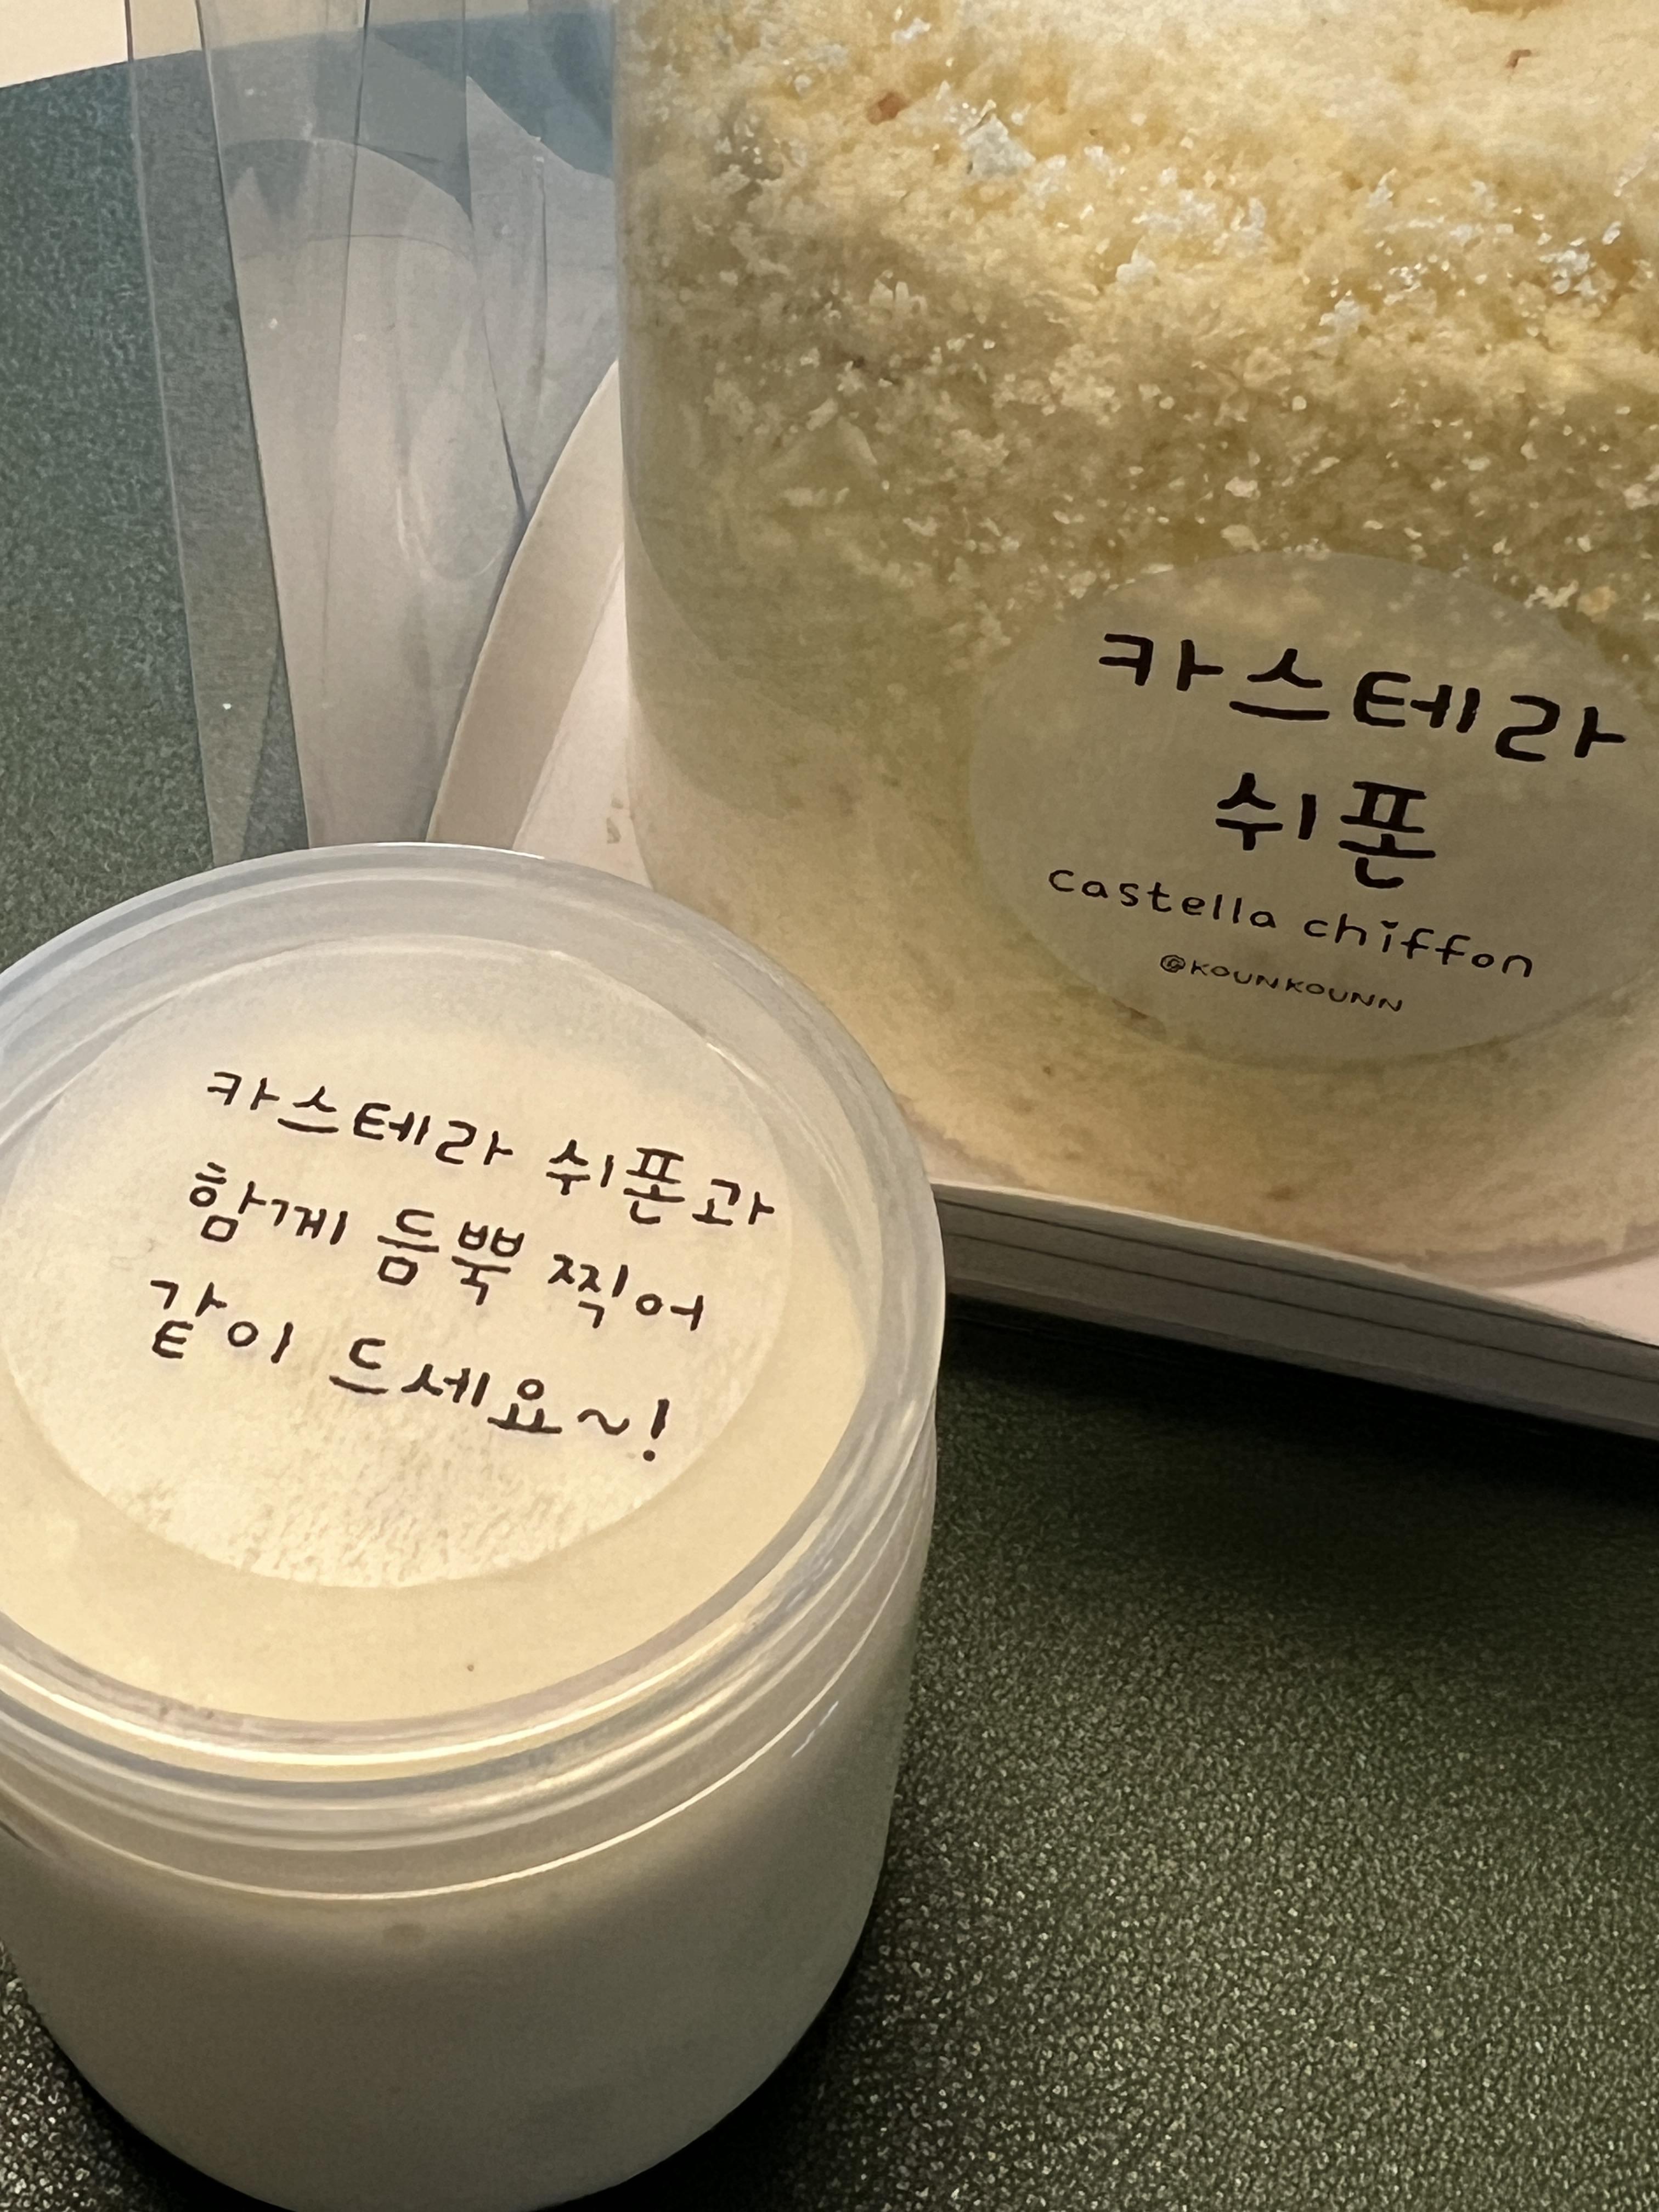 카스테라
쉬폰
castella chiffon
@KOUNKOUNN
카스테라 쉬폰과
함께 듬뿍 찍어
같이 드세요~!